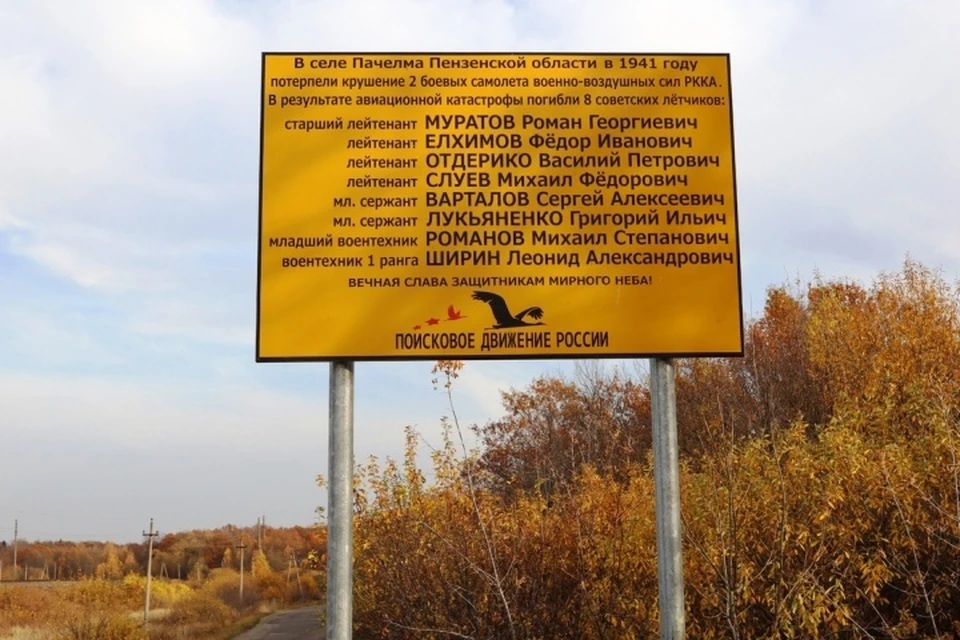 В селе Пачелма Пензенской области в 1941 году
потерпели крушение 2 боевых самолета военно-воздушных сил РККА.
В результате авиационной катастрофы погибли 8 советских лётчиков:
старший лейтенант МУРАТОВ Роман Георгиевич
лейтенант ЕЛХИМОВ Фёдор Иванович
лейтенант ОТДЕРИКО Василий Петрович
лейтенант СЛУЕВ Михаил Фёдорович
мл. сержант ВАРТАЛОВ Сергей Алексеевич
мл. сержант ЛУКЬЯНЕНКО Григорий Ильич
младший воентехник РОМАНОВ Михаил Степанович
воентехник 1 ранга ШИРИН Леонид Александрович
ВЕЧНАЯ СЛАВА ЗАЩИТНИКАМ МИРНОГО НЕБА!
ПОИСКОВОЕ ДВИЖЕНИЕ РОССИИ